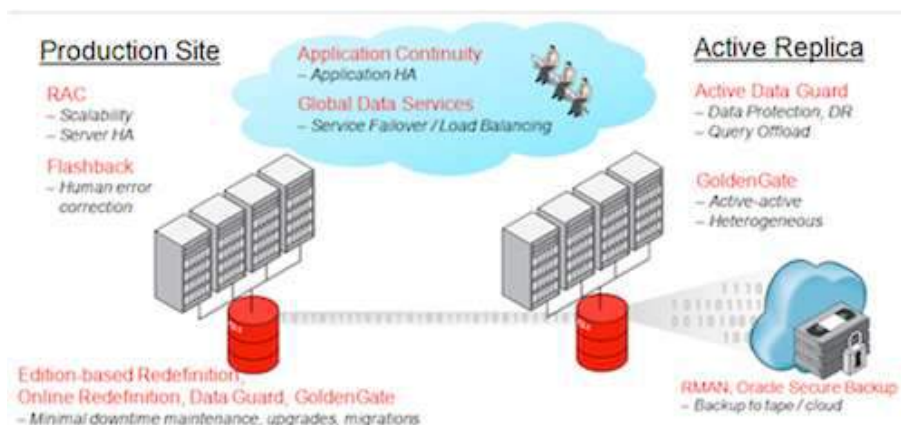 Production Site
Application Continuity
– Application HA
Global Data Services
– Service Failover / Load Balancing
Active Replica
RAC
– Scalability
– Server HA
Flashback
– Human error
correction
Active Data Guard
– Data Protection, DR
– Query Offload
GoldenGate
– Active-active
– Heterogeneous
Edition-based Redefinition,
Online Redefinition, Data Guard, GoldenGate
– Minimal downtime maintenance, upgrades, migrations
RMAN, Oracle Secure Backup
– Backup to tape / cloud